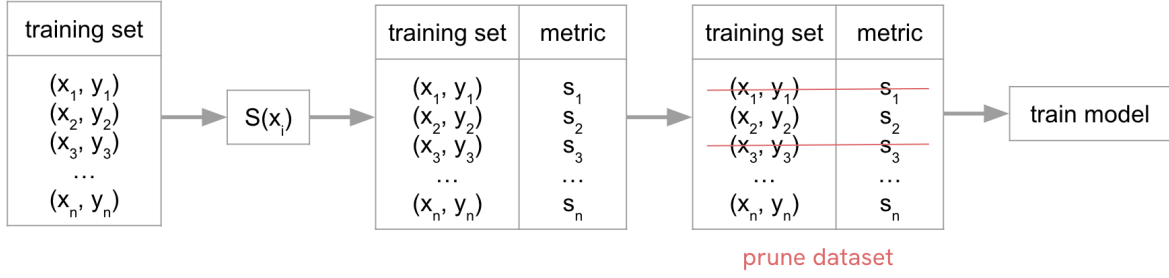 training set
(x₁, y₁)
(x₂, y₂)
(x₃, y₃)
...
(xₙ, yₙ)
S(xᵢ)
training set metric
(x₁, y₁) s₁
(x₂, y₂) s₂
(x₃, y₃) s₃
... ...
(xₙ, yₙ) sₙ
training set metric
(x₁, y₁) s₁
(x₂, y₂) s₂
(x₃, y₃) s₃
... ...
(xₙ, yₙ) sₙ
prune dataset
train model